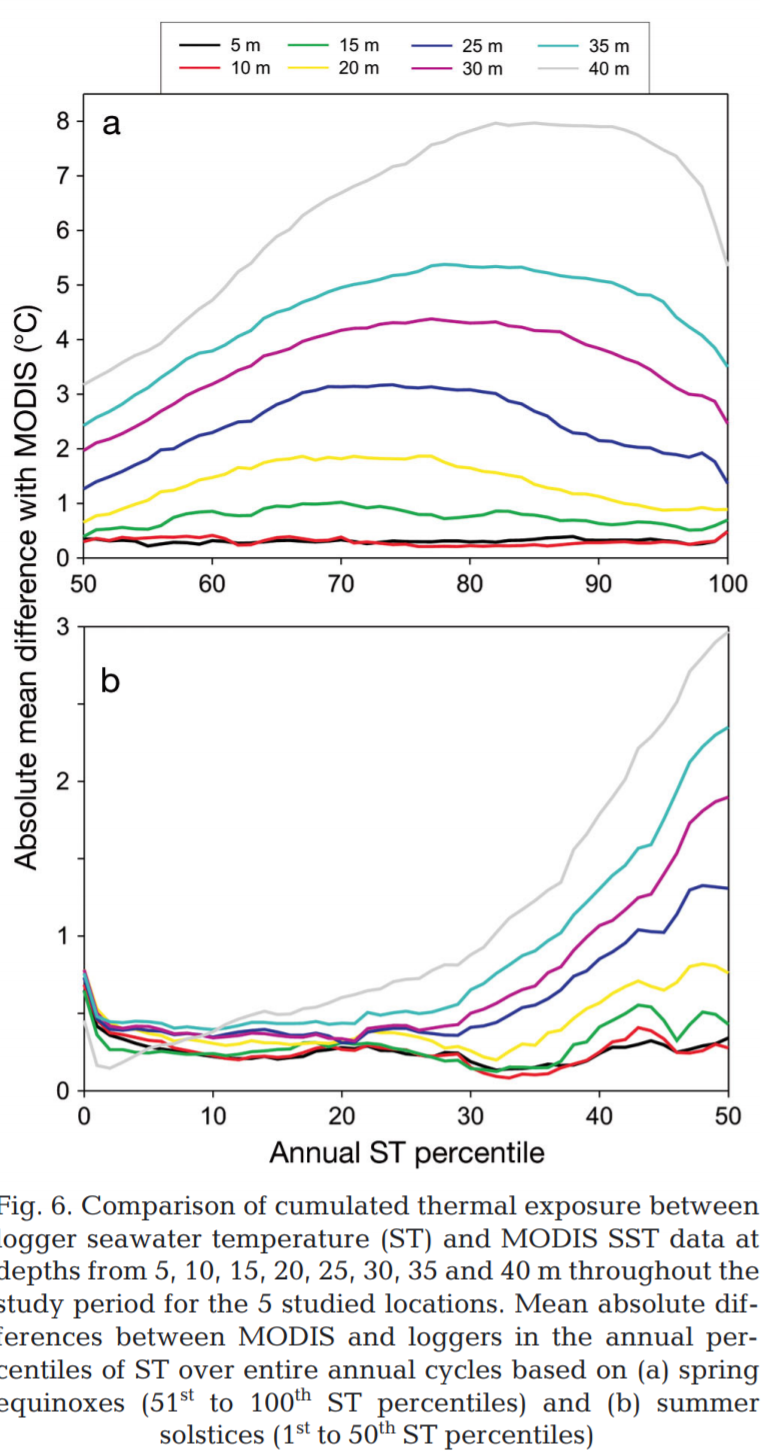 5 m 15 m 25 m 35 m
10 m 20 m 30 m 40 m
a
8
7
6
5
4
3
2
1
0
50 60 70 80 90 100
Absolute mean difference with MODIS (°C)
b
3
2
1
0
0 10 20 30 40 50
Annual ST percentile
Fig. 6. Comparison of cumulated thermal exposure between
logger seawater temperature (ST) and MODIS SST data at
depths from 5, 10, 15, 20, 25, 30, 35 and 40 m throughout the
study period for the 5 studied locations. Mean absolute dif-
ferences between MODIS and loggers in the annual per-
centiles of ST over entire annual cycles based on (a) spring
equinoxes (51st to 100th ST percentiles) and (b) summer
solstices (1st to 50th ST percentiles)